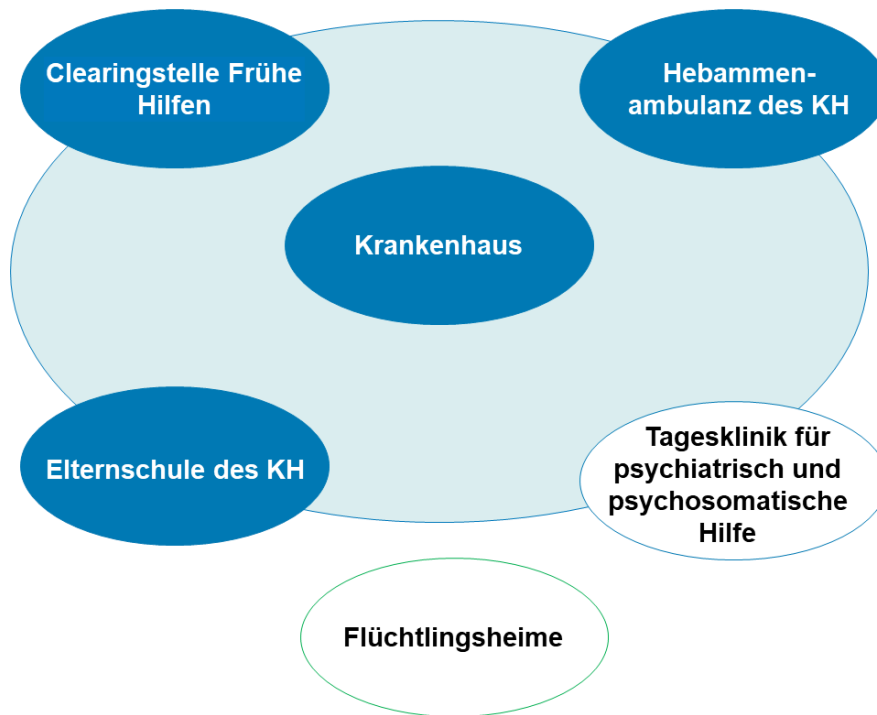 Clearingstelle Frühe
Hilfen
Hebammen-
ambulanz des KH
Krankenhaus
Elternschule des KH
Tagesklinik für
psychiatrisch und
psychosomatische
Hilfe
Flüchtlingsheime